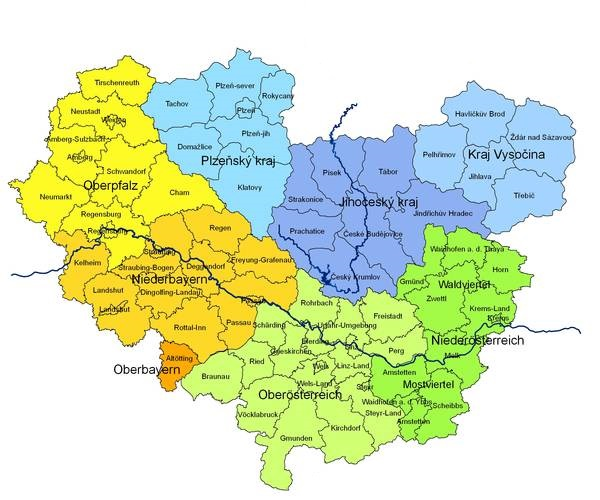 Tirschenreuth
Neustadt
Weiden
Amberg-Sulzbach
Amberg
Schwandorf
Oberpfalz
Neumarkt
Cham
Regensburg
Regensburg
Tachov
Plzeň-sever
Rokycany
Plzeň
Plzeň-jih
Domažlice
Plzeňský kraj
Klatovy
Havlíčkův Brod
Žďár nad Sázavou
Pelhřimov
Kraj Vysočina
Jihlava
Třebíč
Písek
Tábor
Strakonice
Jihočeský kraj
Jindřichův Hradec
Prachatice
České Budějovice
Český Krumlov
Regen
Kelheim
Straubing
Straubing-Bogen
Deggendorf
Freyung-Grafenau
Niederbayern
Landshut
Dingolfing-Landau
Landshut
Rottal-Inn
Passau
Passau
Altötting
Oberbayern
Waidhofen a. d. Thaya
Horn
Gmünd
Waldviertel
Zwettl
Krems-Land
Krems
Niederösterreich
Melk
Amstetten
Mostviertel
Waidhofen a. d. Ybbs
Scheibbs
Amstetten
Rohrbach
Freistadt
Schärding
Urfahr-Umgebung
Eferding
Linz
Perg
Grieskirchen
Ried
Wels
Linz-Land
Braunau
Wels-Land
Steyr
Oberösterreich
Vöcklabruck
Steyr-Land
Kirchdorf
Gmunden